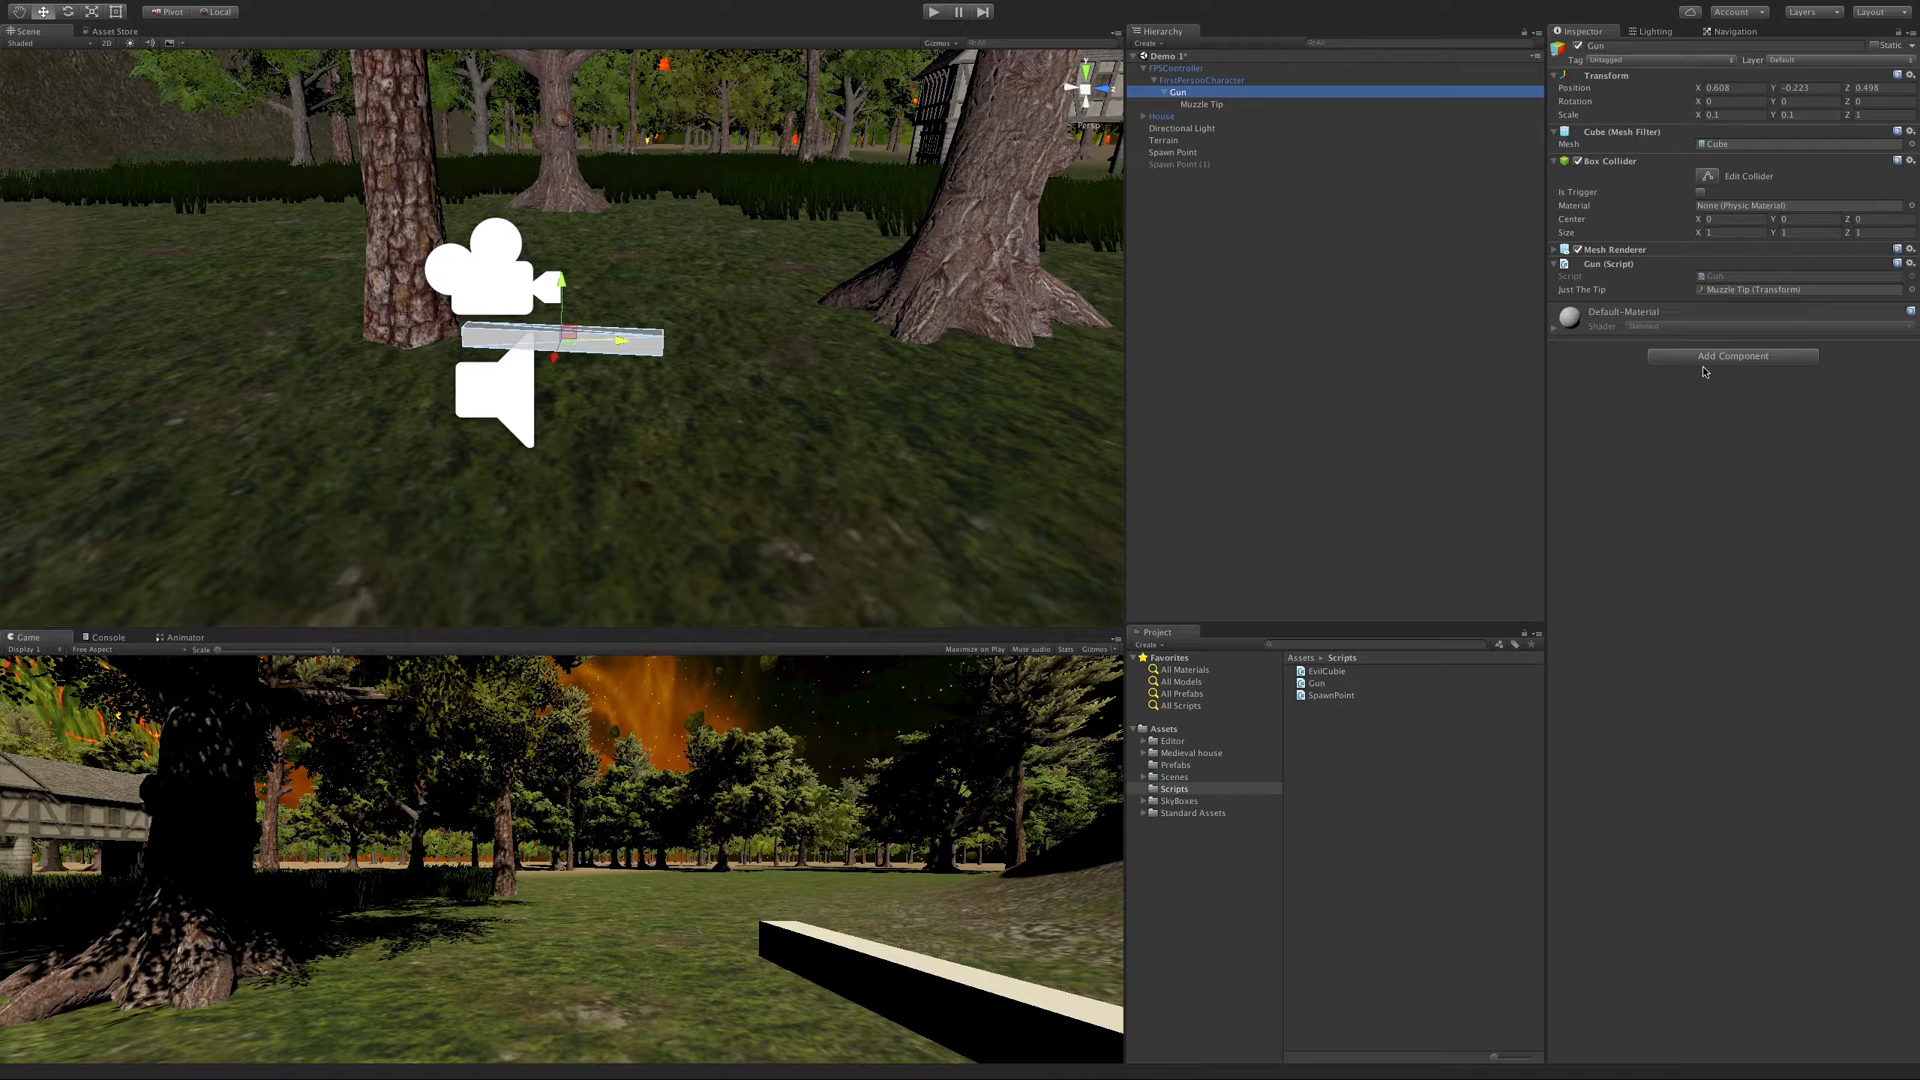 Pivot Local
Account Layers Layout
Scene Asset Store
Shaded 2D Gizmos All
Persp
Hierarchy
Create All
Demo 1*
FPSController
FirstPersonCharacter
Gun
Muzzle Tip
House
Directional Light
Terrain
Spawn Point
Spawn Point (1)
Inspector Lighting Navigation
Gun Static
Tag Untagged Layer Default
Transform
Position X 0.608 Y -0.223 Z 0.498
Rotation X 0 Y 0 Z 0
Scale X 0.1 Y 0.1 Z 1
Cube (Mesh Filter)
Mesh Cube
Box Collider
Edit Collider
Is Trigger
Material None (Physic Material)
Center X 0 Y 0 Z 0
Size X 1 Y 1 Z 1
Mesh Renderer
Gun (Script)
Script Gun
Just The Tip Muzzle Tip (Transform)
Default-Material
Shader Standard
Add Component
Game Console Animator
Display 1 Free Aspect Scale 1x Maximize on Play Mute audio Stats Gizmos
Project
Create
Favorites
All Materials
All Models
All Prefabs
All Scripts
Assets
Editor
Medieval house
Prefabs
Scenes
Scripts
SkyBoxes
Standard Assets
Assets Scripts
EvilCubie
Gun
SpawnPoint